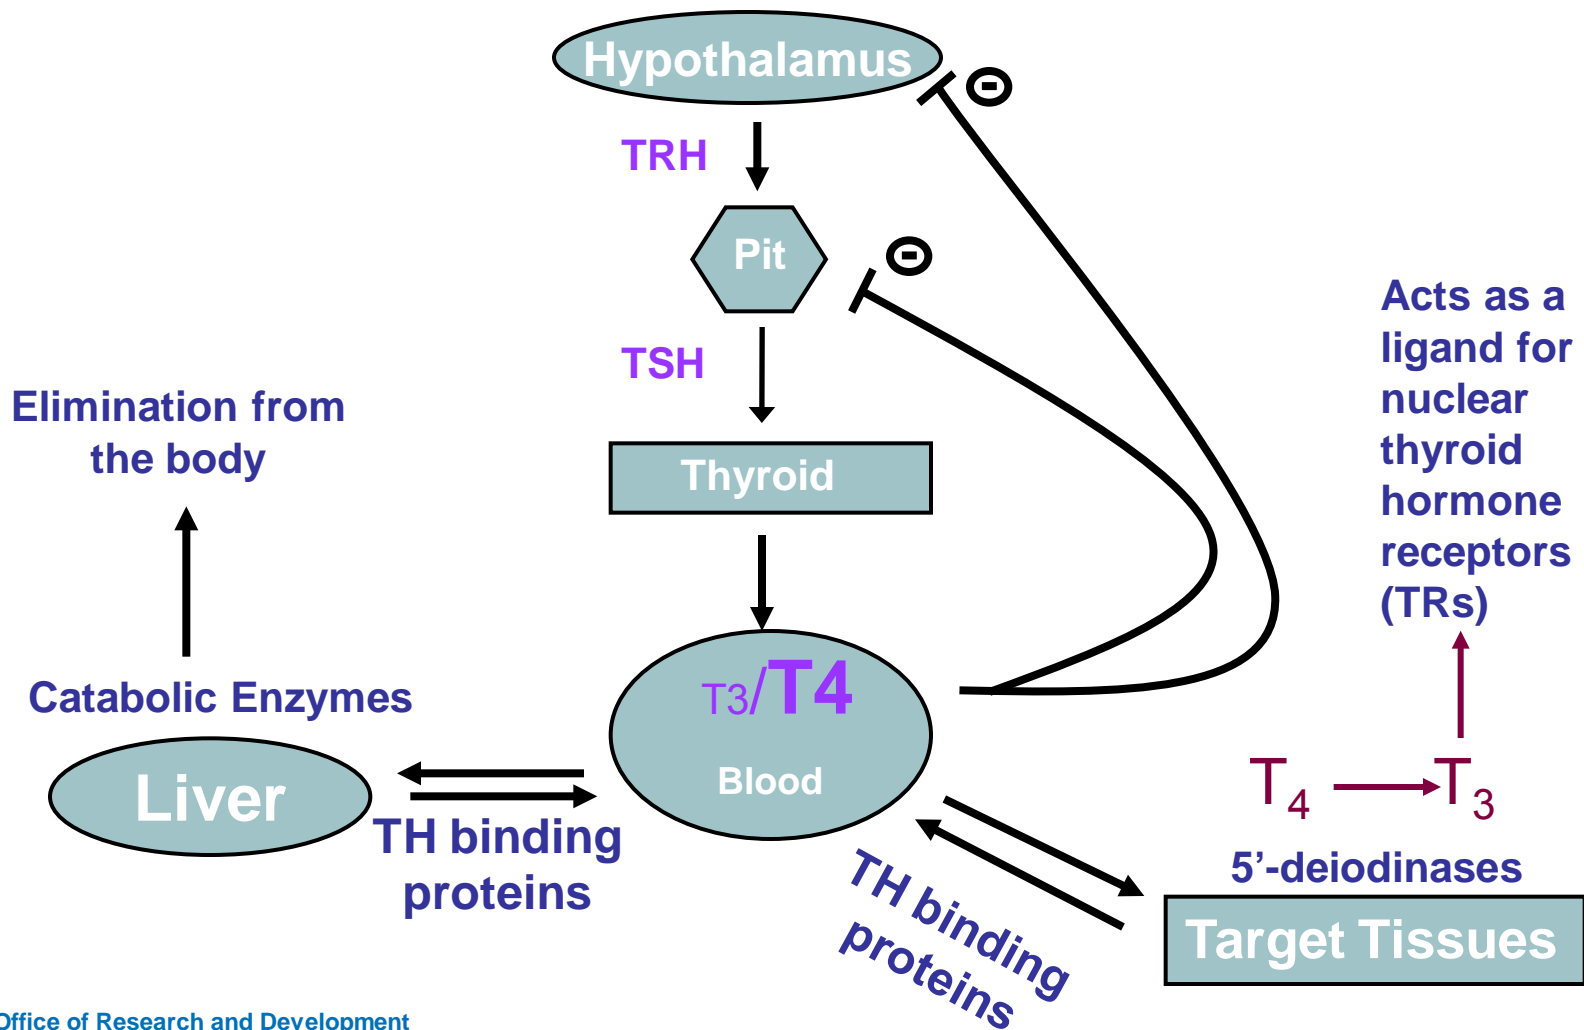 Hypothalamus
TRH
Pit
TSH
Thyroid
T3/T4
Blood
Elimination from
the body
Catabolic Enzymes
Liver
TH binding
proteins
TH binding
proteins
Acts as a
ligand for
nuclear
thyroid
hormone
receptors
(TRs)
T4 T3
5’-deiodinases
Target Tissues
Office of Research and Development